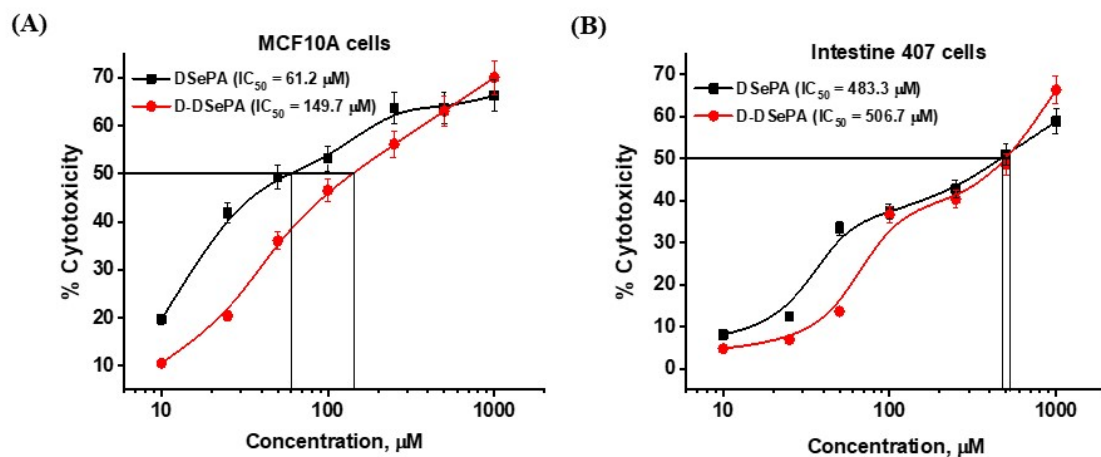 (A)
MCF10A cells
DSePA (IC50 = 61.2 µM)
D-DSePA (IC50 = 149.7 µM)
% Cytotoxicity
70
60
50
40
30
20
10
10
100
1000
Concentration, µM
(B)
Intestine 407 cells
DSePA (IC50 = 483.3 µM)
D-DSePA (IC50 = 506.7 µM)
% Cytotoxicity
70
60
50
40
30
20
10
0
10
100
1000
Concentration, µM